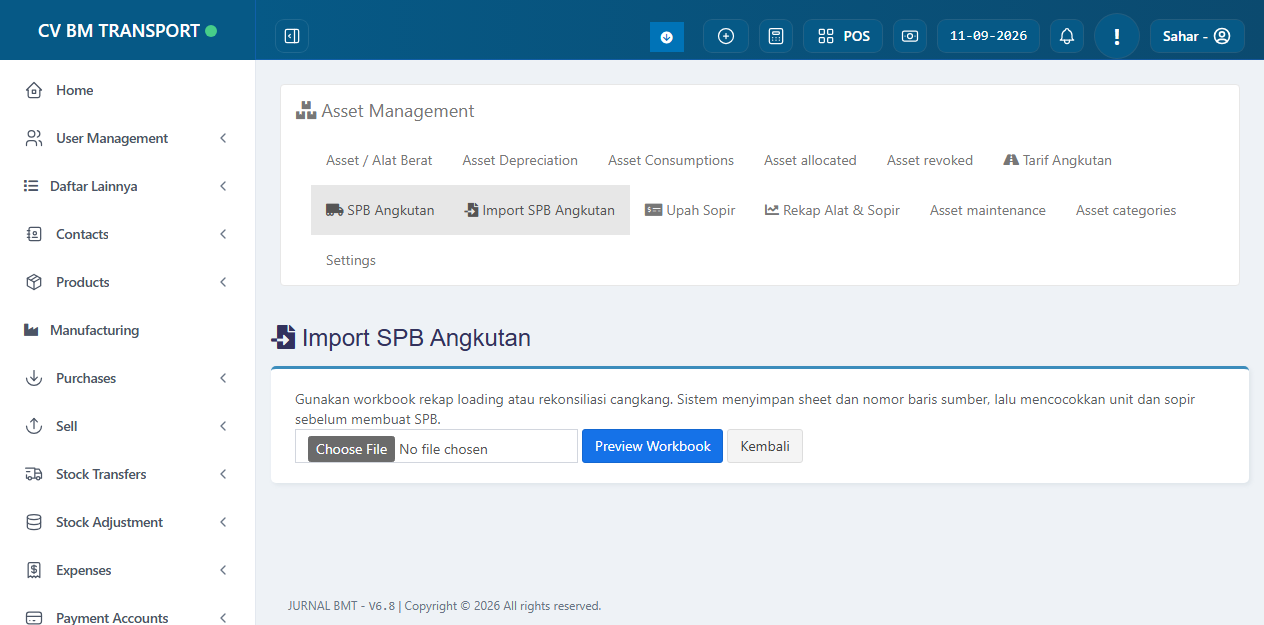 CV BM TRANSPORT
POS
11-09-2026
Sahar -
Home
User Management
Daftar Lainnya
Contacts
Products
Manufacturing
Purchases
Sell
Stock Transfers
Stock Adjustment
Expenses
Payment Accounts
Asset Management
Asset / Alat Berat Asset Depreciation Asset Consumptions Asset allocated Asset revoked Tarif Angkutan
SPB Angkutan Import SPB Angkutan Upah Sopir Rekap Alat & Sopir Asset maintenance Asset categories
Settings
Import SPB Angkutan
Gunakan workbook rekap loading atau rekonsiliasi cangkang. Sistem menyimpan sheet dan nomor baris sumber, lalu mencocokkan unit dan sopir
sebelum membuat SPB.
Choose File No file chosen Preview Workbook Kembali
JURNAL BMT - V6.8 | Copyright © 2026 All rights reserved.